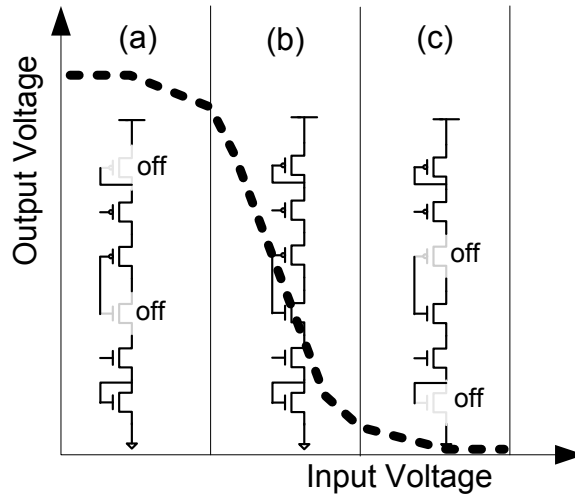 (a) (b) (c)
Output Voltage
off
off
off
off
Input Voltage